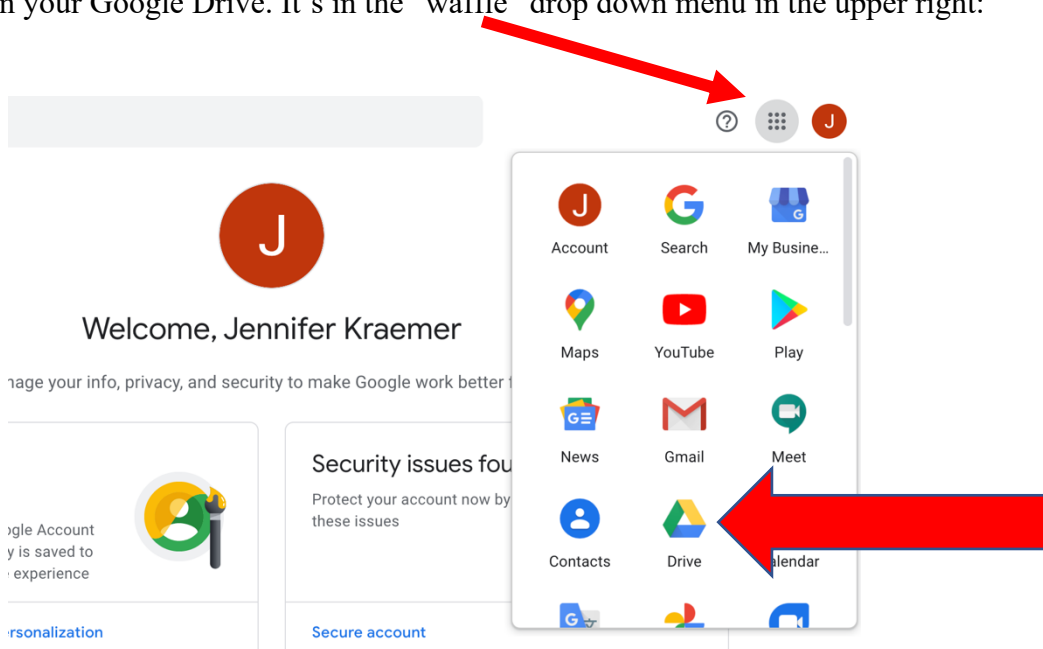 n your Google Drive. It's in the "waffle" drop down menu in the upper right:
J
J
Account
Search
My Busine...
J
Maps
YouTube
Play
Welcome, Jennifer Kraemer
nage your info, privacy, and security to make Google work better
News
Gmail
Meet
Security issues fou
Protect your account now by
these issues
ogle Account
y is saved to
experience
Contacts
Drive
alendar
rsonalization
Secure account